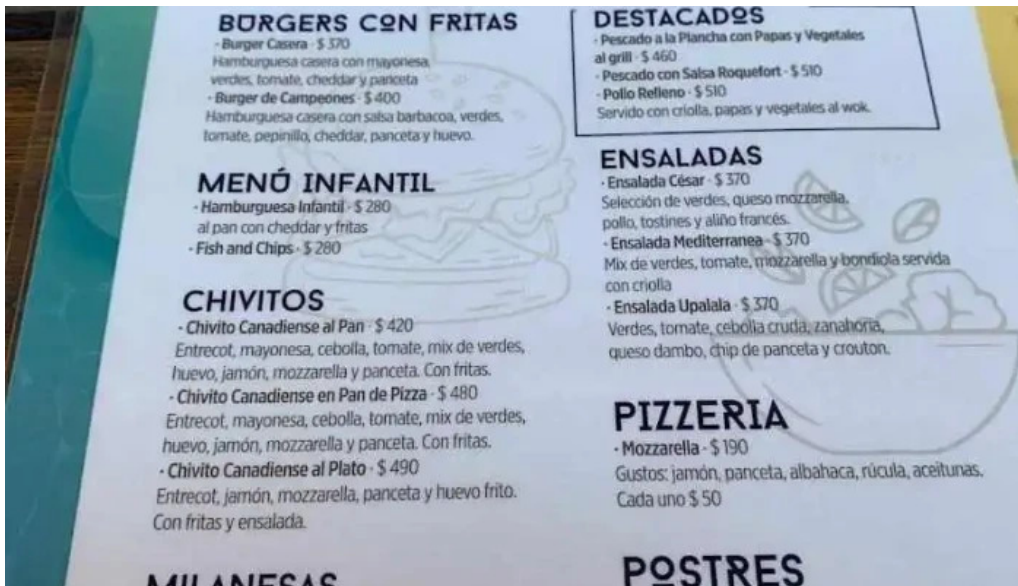 BURGERS CON FRITAS
· Burger Casera · $ 370
Hamburguesa casera con mayonesa,
verdes, tomate, cheddar y panceta
· Burger de Campeones · $ 400
Hamburguesa casera con salsa barbacoa, verdes,
tomate, pepinillo, cheddar, panceta y huevo.
MENÚ INFANTIL
· Hamburguesa Infantil · $ 280
al pan con cheddar y fritas
· Fish and Chips · $ 280
CHIVITOS
· Chivito Canadiense al Pan · $ 420
Entrecot, mayonesa, cebolla, tomate, mix de verdes,
huevo, jamón, mozzarella y panceta. Con fritas.
· Chivito Canadiense en Pan de Pizza · $ 480
Entrecot, mayonesa, cebolla, tomate, mix de verdes,
huevo, jamón, mozzarella y panceta. Con fritas.
· Chivito Canadiense al Plato · $ 490
Entrecot, jamón, mozzarella, panceta y huevo frito.
Con fritas y ensalada.
MILANESAS
DESTACADOS
· Pescado a la Plancha con Papas y Vegetales
al grill · $ 460
· Pescado con Salsa Roquefort · $ 510
· Pollo Relleno · $ 510
Servido con criolla, papas y vegetales al wok.
ENSALADAS
· Ensalada César · $ 370
Selección de verdes, queso mozzarella,
pollo, tostines y aliño francés.
· Ensalada Mediterranea · $ 370
Mix de verdes, tomate, mozzarella y bondiola servida
con criolla
· Ensalada Upalala · $ 370
Verdes, tomate, cebolla cruda, zanahoria,
queso dambo, chip de panceta y crouton.
PIZZERIA
· Mozzarella · $ 190
Gustos: jamón, panceta, albahaca, rúcula, aceitunas.
Cada uno $ 50
POSTRES